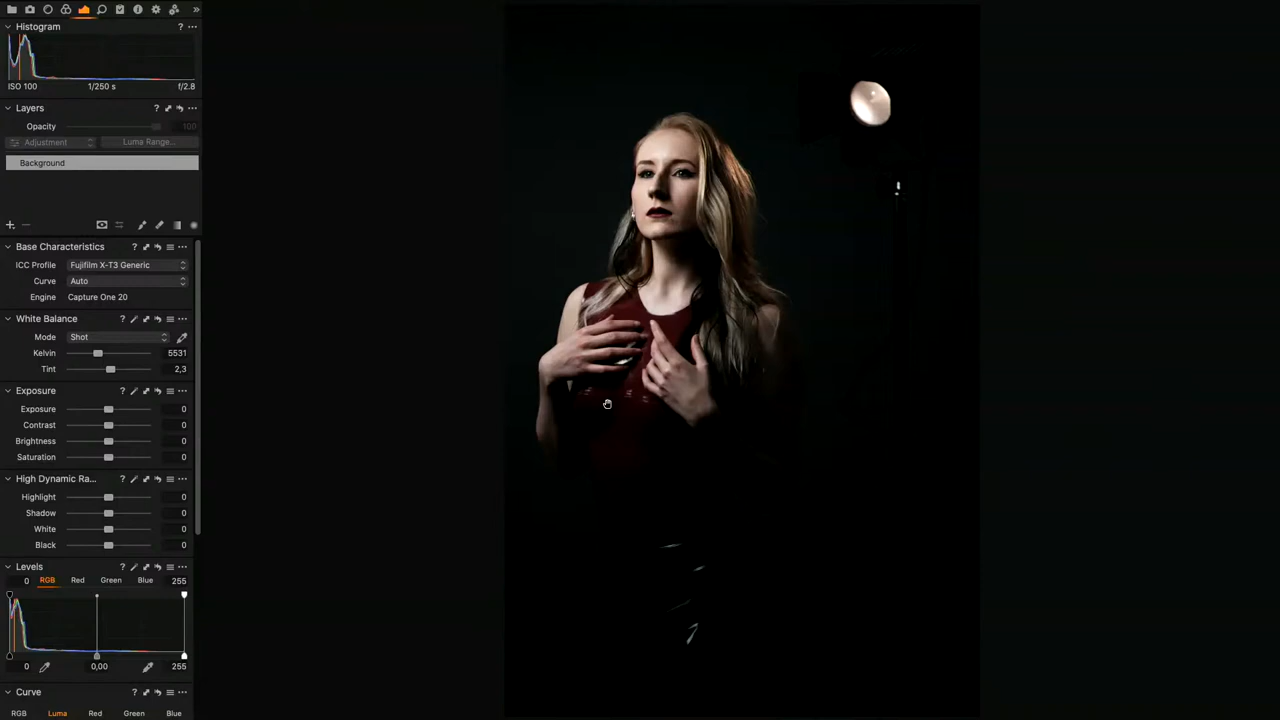 Histogram ? ...
ISO 100 1/250 s f/2.8
Layers ? ...
Opacity 100
Adjustment Luma Range...
Background
Base Characteristics ? ...
ICC Profile Fujifilm X-T3 Generic
Curve Auto
Engine Capture One 20
White Balance ? ...
Mode Shot
Kelvin 5531
Tint 2,3
Exposure ? ...
Exposure 0
Contrast 0
Brightness 0
Saturation 0
High Dynamic Ra... ? ...
Highlight 0
Shadow 0
White 0
Black 0
Levels ? ...
0 RGB Red Green Blue 255
0 0,00 255
Curve ? ...
RGB Luma Red Green Blue